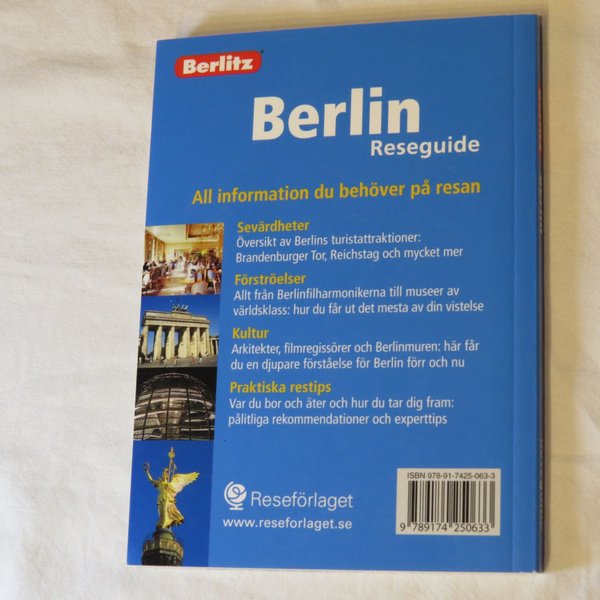 Berlitz
Berlin
Reseguide
All information du behöver på resan
Sevärdheter
Översikt av Berlins turistattraktioner:
Brandenburger Tor, Reichstag och mycket mer
Förströelser
Allt från Berlinfilharmonikerna till museer av
världsklass: hur du får ut det mesta av din vistelse
Kultur
Arkitekter, filmregissörer och Berlinmuren: här får
du en djupare förståelse för Berlin förr och nu
Praktiska restips
Var du bor och äter och hur du tar dig fram:
pålitliga rekommendationer och experttips
ISBN 978-91-7425-063-3
Reseförlaget
www.reseforlaget.se
9 789174 250633